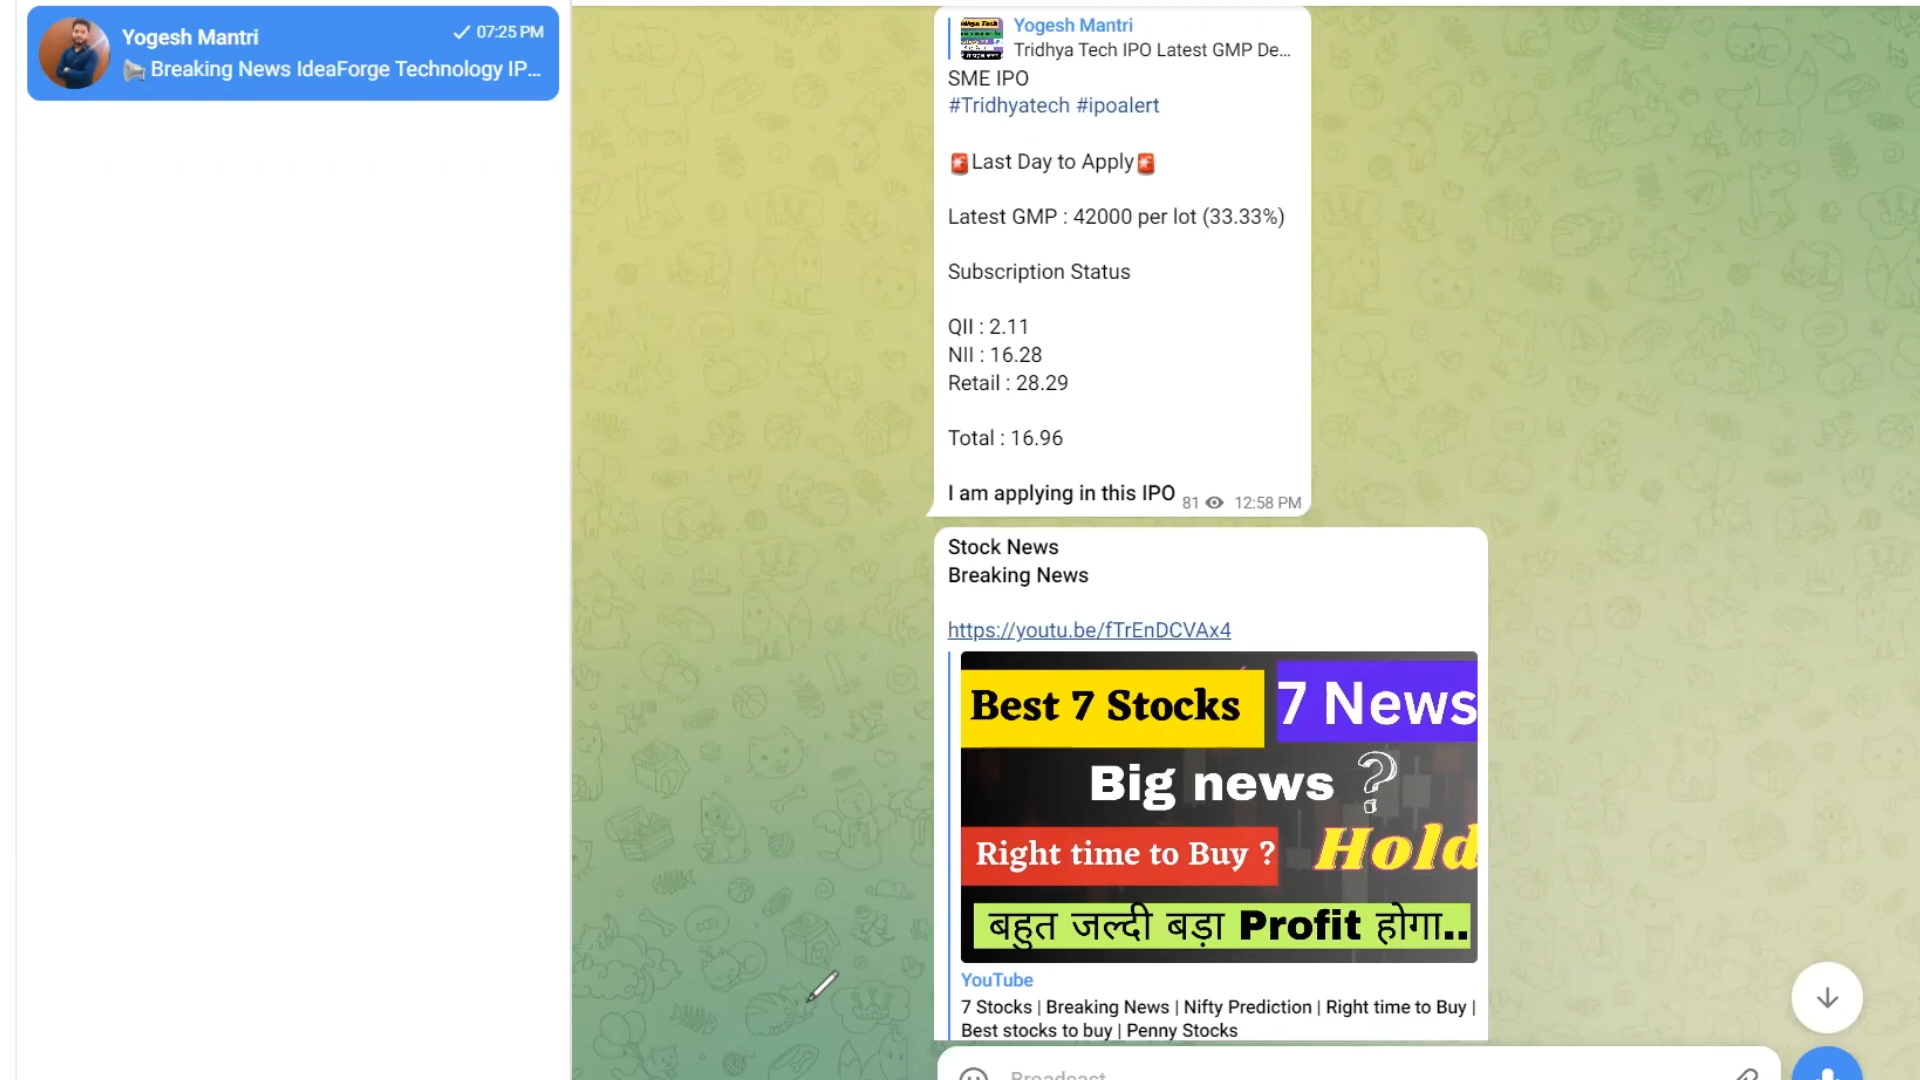 Yogesh Mantri
07:25 PM
Breaking News IdeaForge Technology IP...
Yogesh Mantri
Tridhya Tech IPO Latest GMP De...
SME IPO
#Tridhyatech #ipoalert
Last Day to Apply
Latest GMP : 42000 per lot (33.33%)
Subscription Status
QII : 2.11
NII : 16.28
Retail : 28.29
Total : 16.96
I am applying in this IPO
81 12:58 PM
Stock News
Breaking News
https://youtu.be/fTrEnDCVAx4
Best 7 Stocks
7 News
Big news ?
Right time to Buy ?
Hold
बहुत जल्दी बड़ा Profit होगा..
YouTube
7 Stocks | Breaking News | Nifty Prediction | Right time to Buy |
Best stocks to buy | Penny Stocks
Broadcast